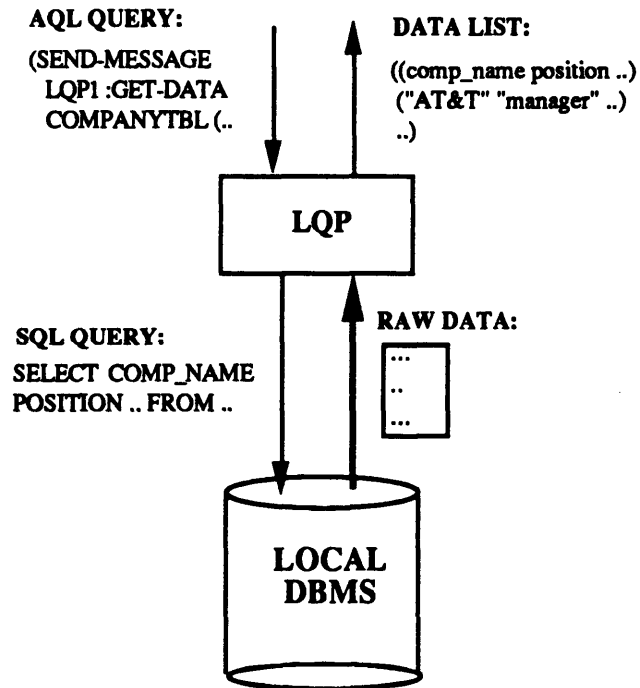 AQL QUERY:
(SEND-MESSAGE
LQP1 :GET-DATA
COMPANYTBL (..
DATA LIST:
((comp_name position ..)
("AT&T" "manager" ..)
..)
LQP
SQL QUERY:
SELECT COMP_NAME
POSITION .. FROM ..
RAW DATA:
...
..
...
LOCAL
DBMS